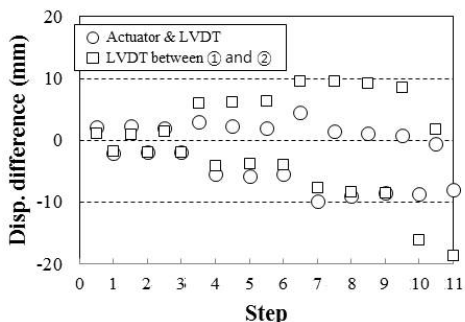 20
Actuator & LVDT
LVDT between ① and ②
10
0
-10
-20
Disp. difference (mm)
0 1 2 3 4 5 6 7 8 9 10 11
Step